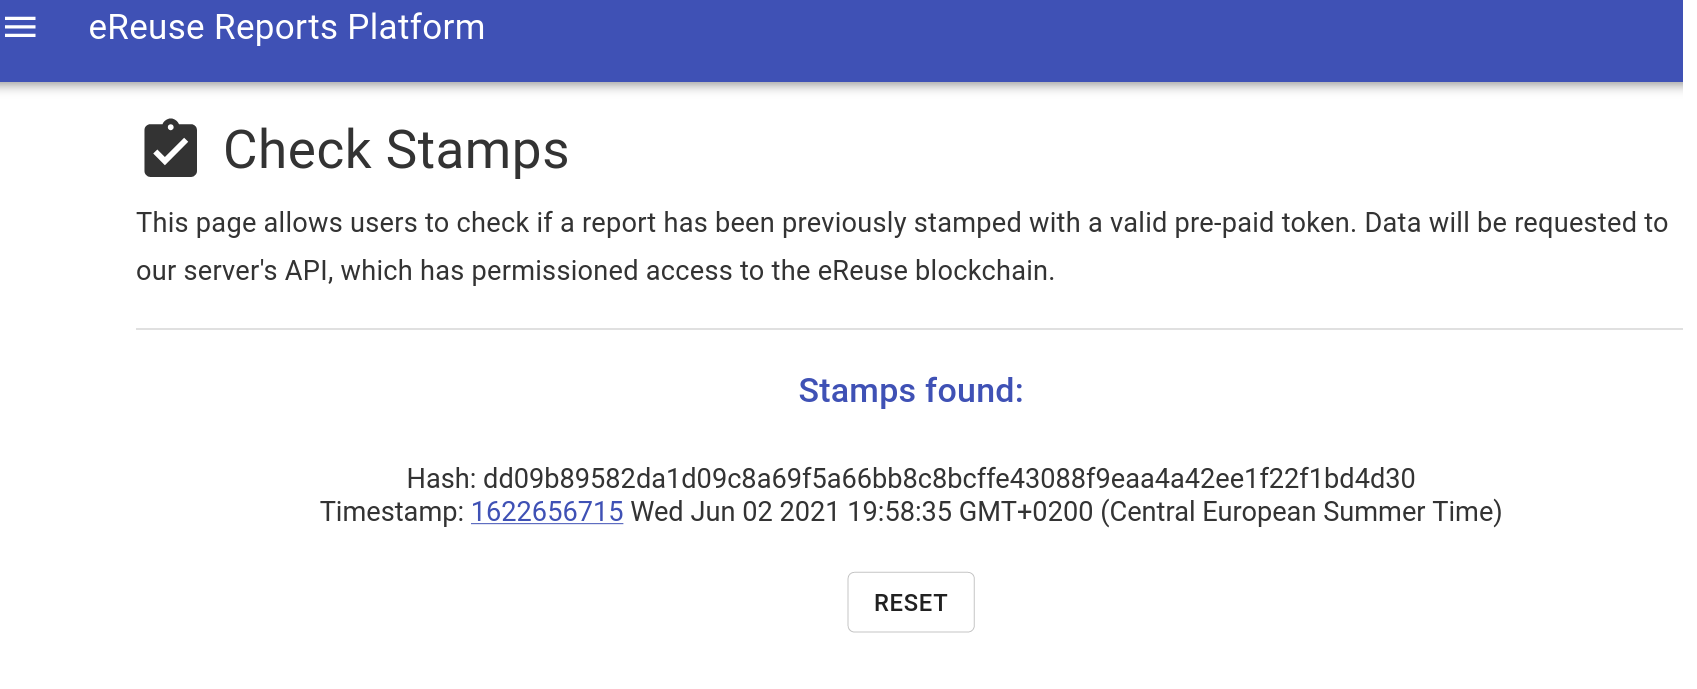 eReuse Reports Platform
Check Stamps
This page allows users to check if a report has been previously stamped with a valid pre-paid token. Data will be requested to
our server's API, which has permissioned access to the eReuse blockchain.
Stamps found:
Hash: dd09b89582da1d09c8a69f5a66bb8c8bcffe43088f9eaa4a42ee1f22f1bd4d30
Timestamp: 1622656715 Wed Jun 02 2021 19:58:35 GMT+0200 (Central European Summer Time)
RESET